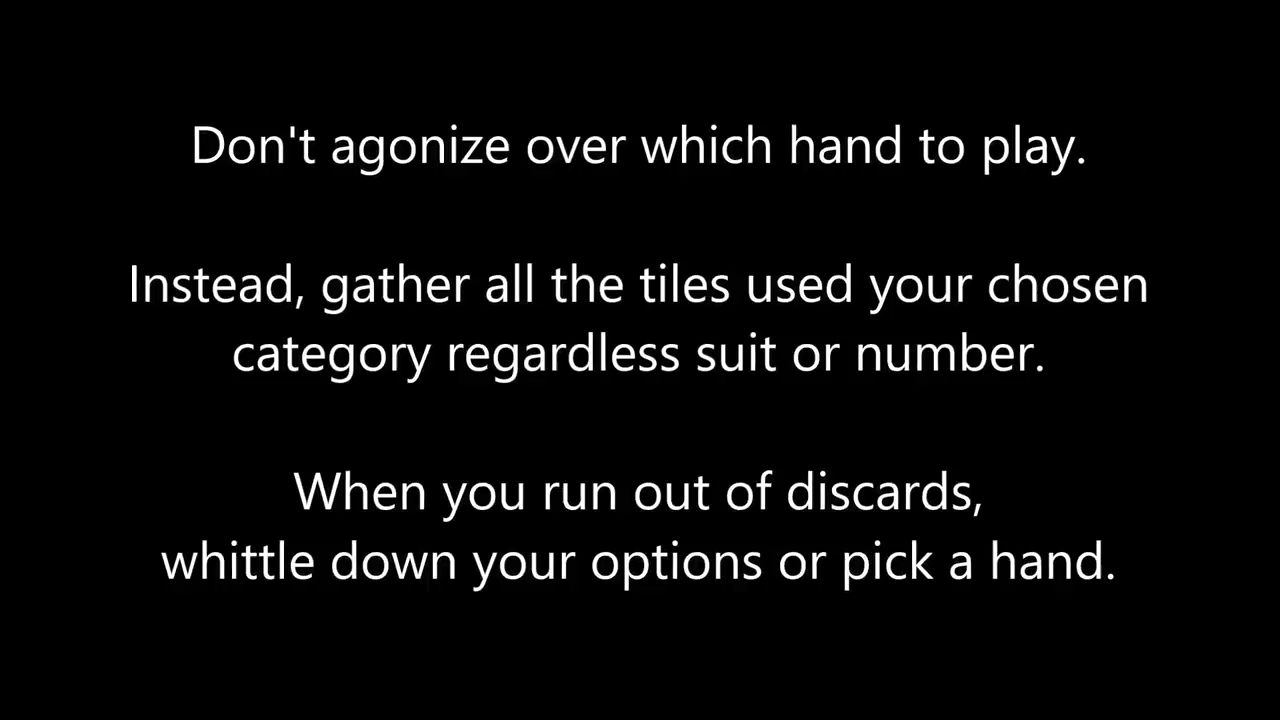 Don't agonize over which hand to play.
Instead, gather all the tiles used your chosen
category regardless suit or number.
When you run out of discards,
whittle down your options or pick a hand.